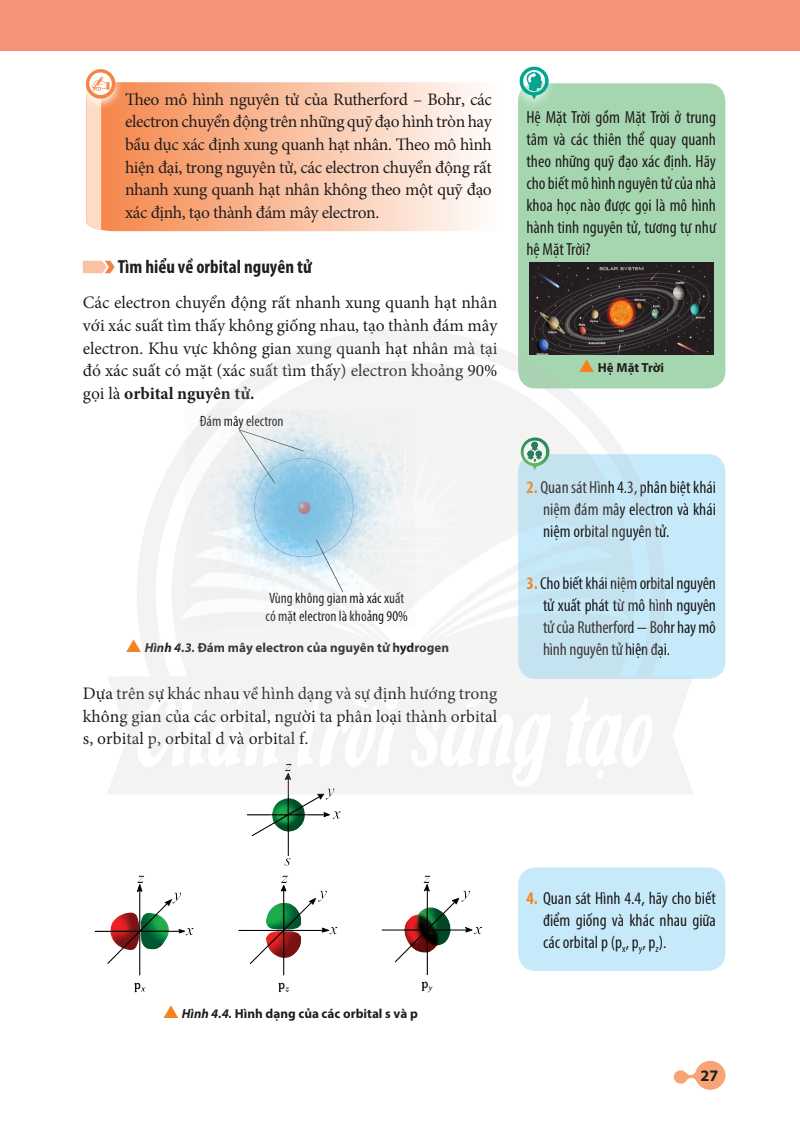 Theo mô hình nguyên tử của Rutherford – Bohr, các
electron chuyển động trên những quỹ đạo hình tròn hay
bầu dục xác định xung quanh hạt nhân. Theo mô hình
hiện đại, trong nguyên tử, các electron chuyển động rất
nhanh xung quanh hạt nhân không theo một quỹ đạo
xác định, tạo thành đám mây electron.
Tìm hiểu về orbital nguyên tử
Các electron chuyển động rất nhanh xung quanh hạt nhân
với xác suất tìm thấy không giống nhau, tạo thành đám mây
electron. Khu vực không gian xung quanh hạt nhân mà tại
đó xác suất có mặt (xác suất tìm thấy) electron khoảng 90%
gọi là orbital nguyên tử.
Đám mây electron
Vùng không gian mà xác xuất
có mặt electron là khoảng 90%
Hình 4.3. Đám mây electron của nguyên tử hydrogen
Dựa trên sự khác nhau về hình dạng và sự định hướng trong
không gian của các orbital, người ta phân loại thành orbital
s, orbital p, orbital d và orbital f.
Chân trời sáng tạo
z
y
x
s
z
y
x
px
z
y
x
pz
z
y
x
py
Hình 4.4. Hình dạng của các orbital s và p
Hệ Mặt Trời gồm Mặt Trời ở trung
tâm và các thiên thể quay quanh
theo những quỹ đạo xác định. Hãy
cho biết mô hình nguyên tử của nhà
khoa học nào được gọi là mô hình
hành tinh nguyên tử, tương tự như
hệ Mặt Trời?
SOLAR SYSTEM
Hệ Mặt Trời
2. Quan sát Hình 4.3, phân biệt khái
niệm đám mây electron và khái
niệm orbital nguyên tử.
3. Cho biết khái niệm orbital nguyên
tử xuất phát từ mô hình nguyên
tử của Rutherford – Bohr hay mô
hình nguyên tử hiện đại.
4. Quan sát Hình 4.4, hãy cho biết
điểm giống và khác nhau giữa
các orbital p (px, py, pz).
27